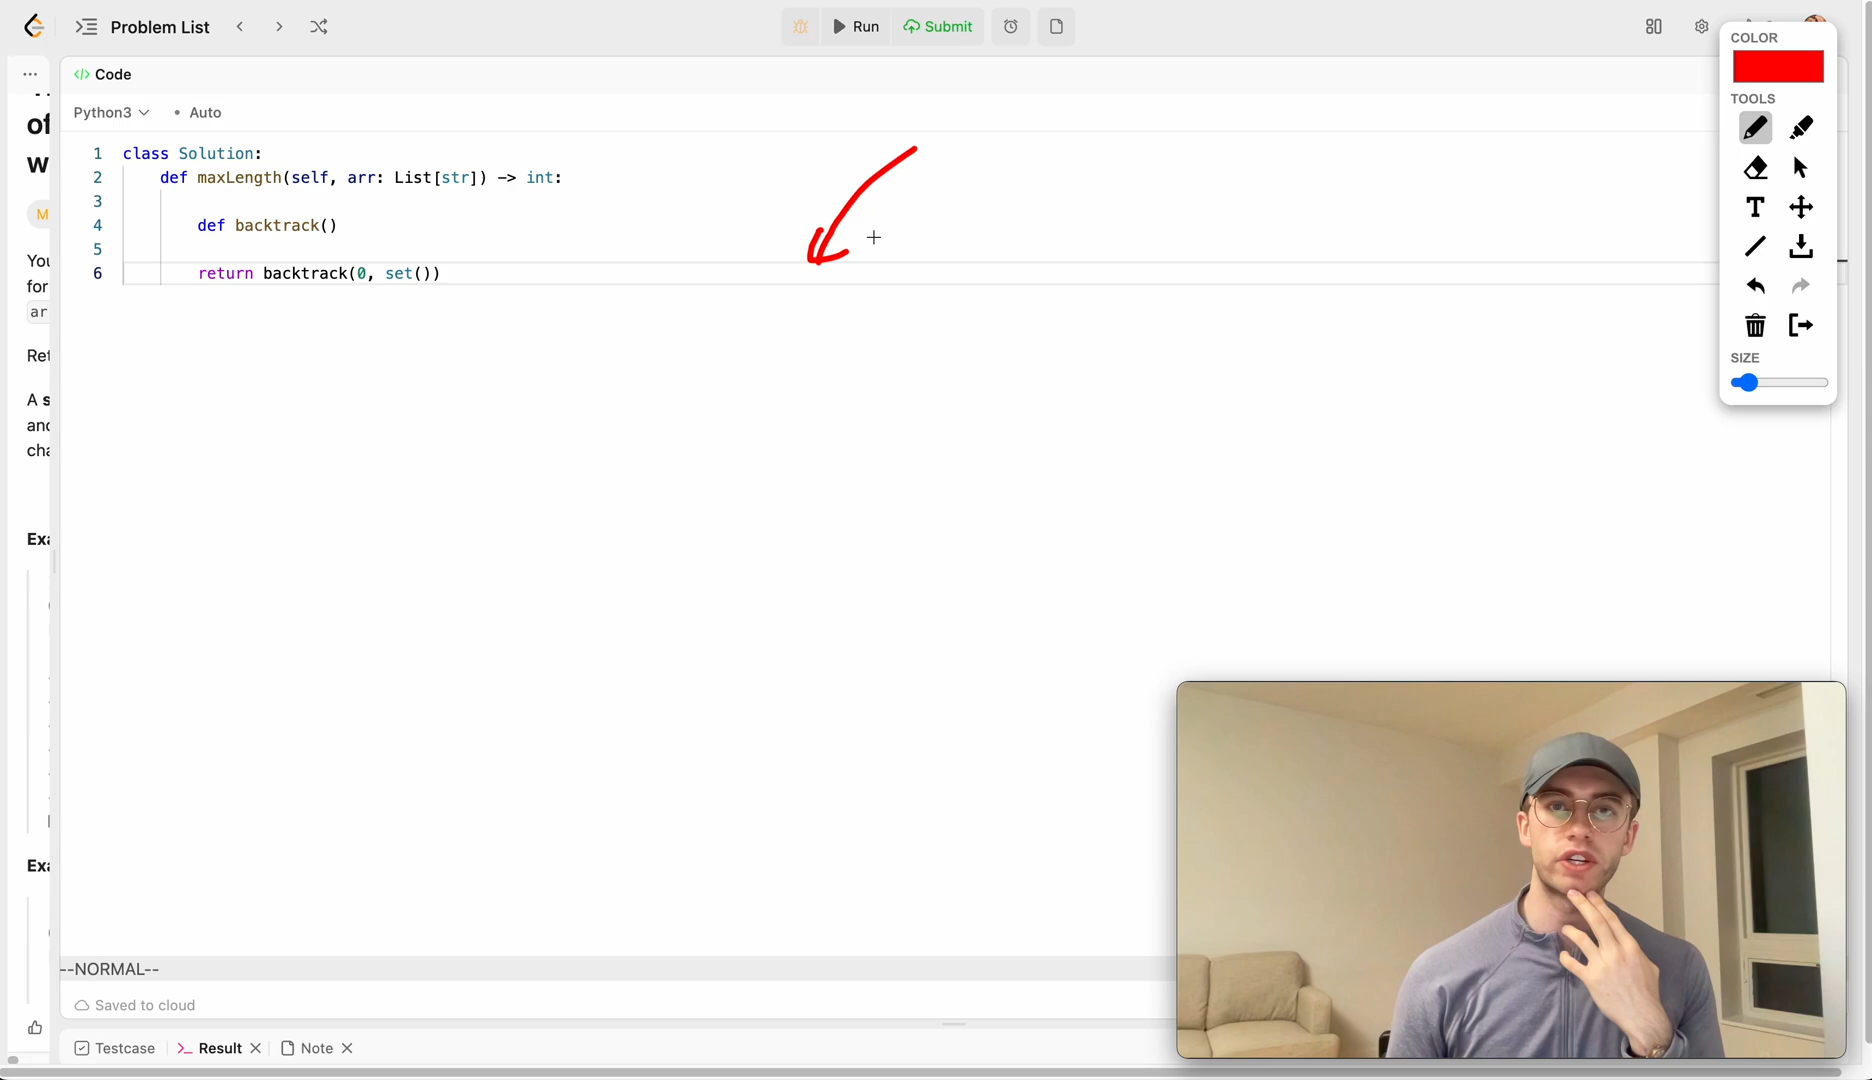 Problem List
Run
Submit
COLOR
TOOLS
SIZE
Code
Python3
Auto
of
w
M
You
for
ar
Ret
A s
and
cha
Exa
Exa
1 class Solution:
2 def maxLength(self, arr: List[str]) -> int:
3
4 def backtrack()
5
6 return backtrack(0, set())
--NORMAL--
Saved to cloud
Testcase
Result
Note